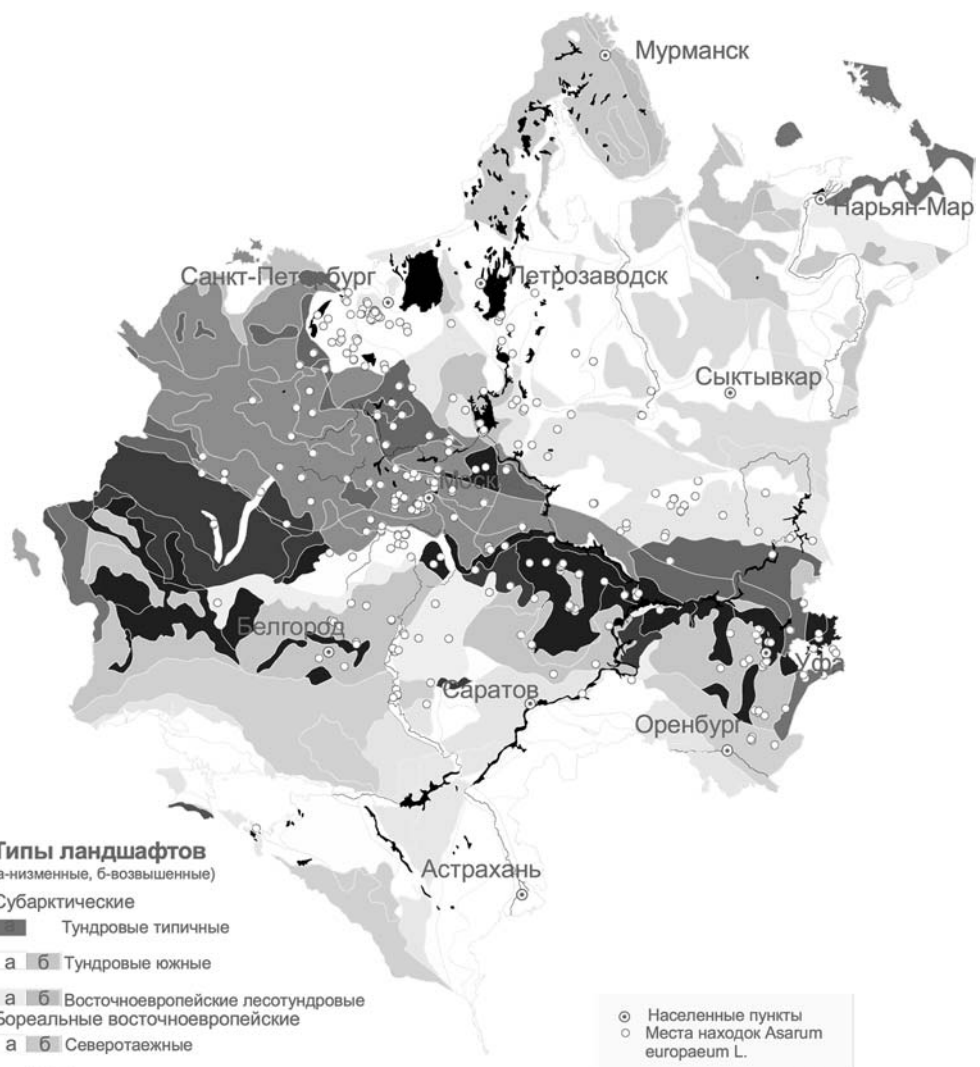 Мурманск
Нарьян-Мар
Санкт-Петербург
Петрозаводск
Сыктывкар
Белгород
Саратов
Уфа
Оренбург
Астрахань
Типы ландшафтов
(а-низменные, б-возвышенные)
Субарктические
а Тундровые типичные
а б Тундровые южные
а б Восточноевропейские лесотундровые
Бореальные восточноевропейские
а б Северотаежные
Населенные пункты
Места находок Asarum
europaeum L.